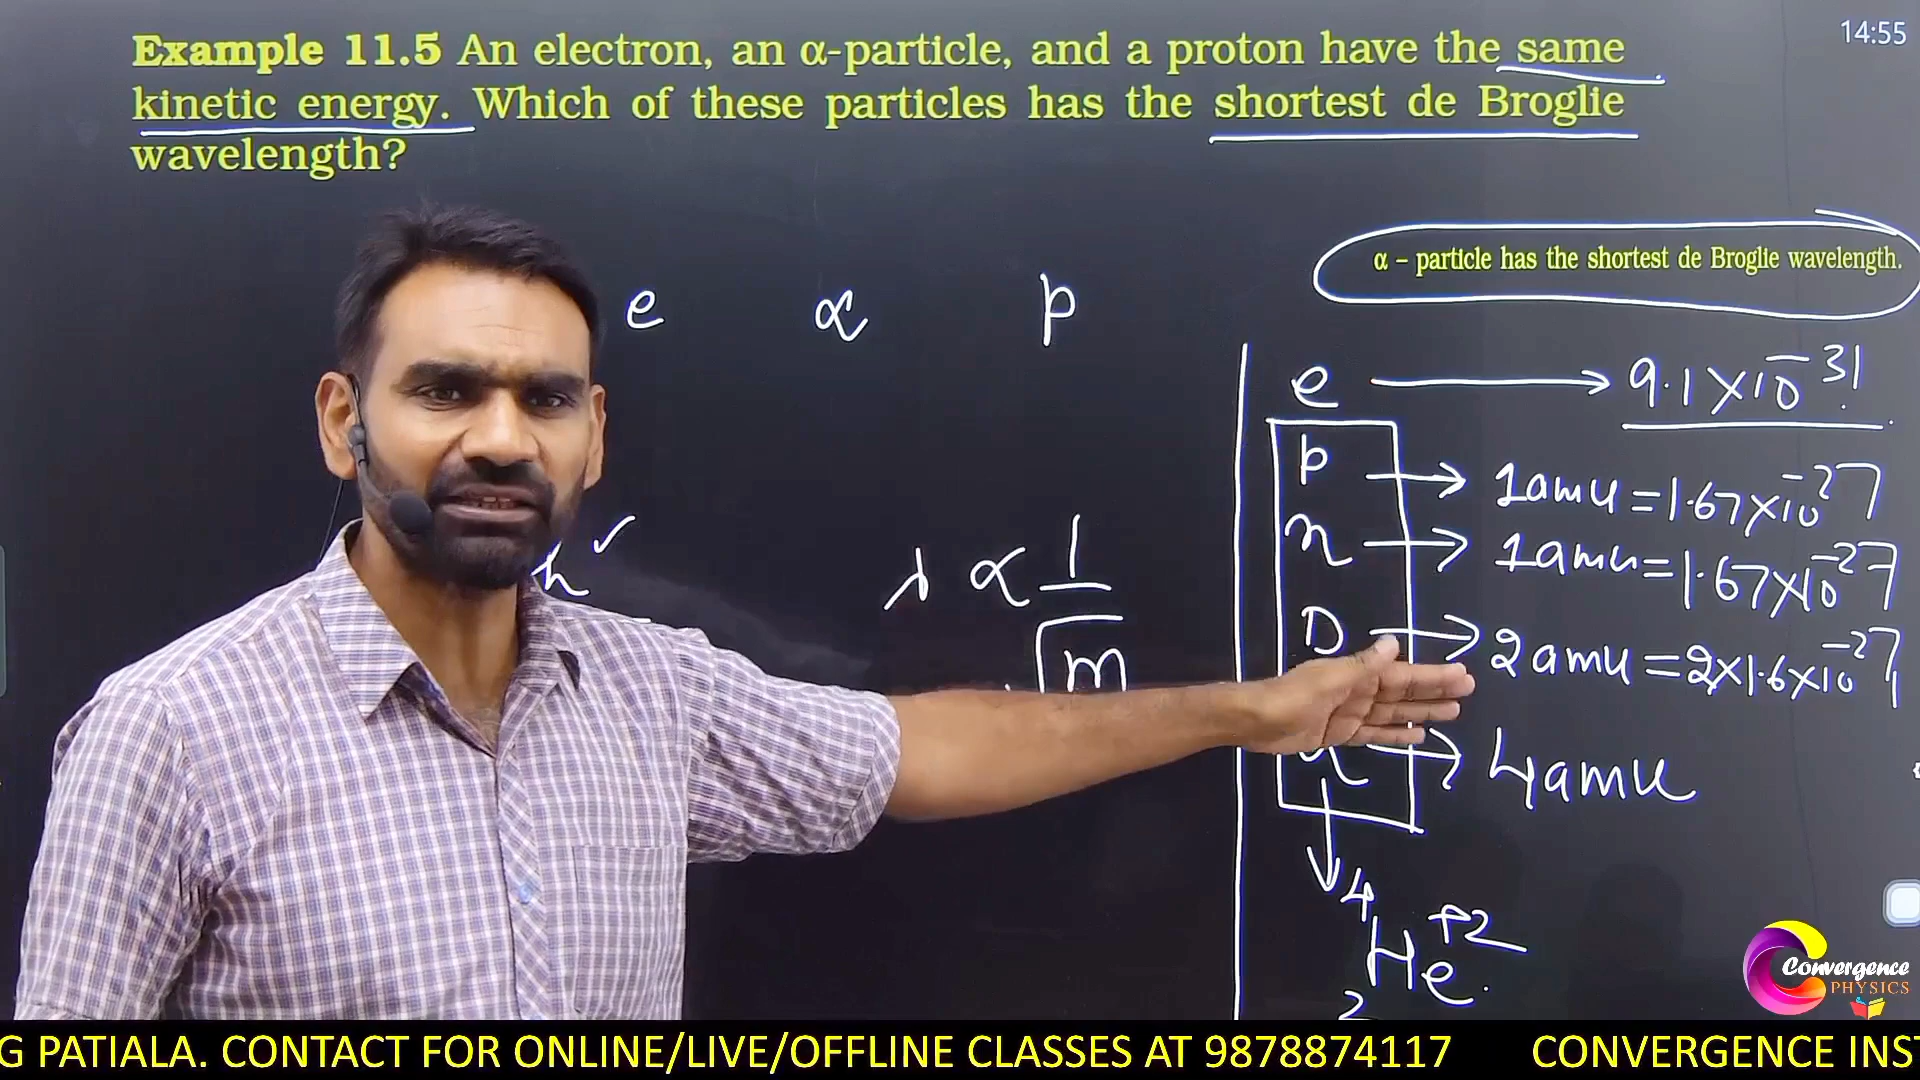 14:55
Example 11.5 An electron, an α-particle, and a proton have the same
kinetic energy. Which of these particles has the shortest de Broglie
wavelength?
α – particle has the shortest de Broglie wavelength.
e α p
e → 9.1×10⁻³¹
p → 1amu = 1.67×10⁻²⁷
n → 1amu = 1.67×10⁻²⁷
h ✓
λ ∝ 1/√m
D → 2amu = 2×1.6×10⁻²⁷
α → 4amu
↓
⁴₂He⁺²
Convergence
PHYSICS
G PATIALA. CONTACT FOR ONLINE/LIVE/OFFLINE CLASSES AT 9878874117 CONVERGENCE INS